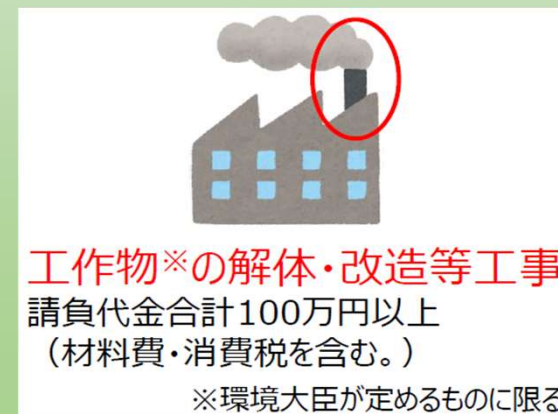 工作物※の解体・改造等工事
請負代金合計100万円以上
（材料費・消費税を含む。）
※環境大臣が定めるものに限る